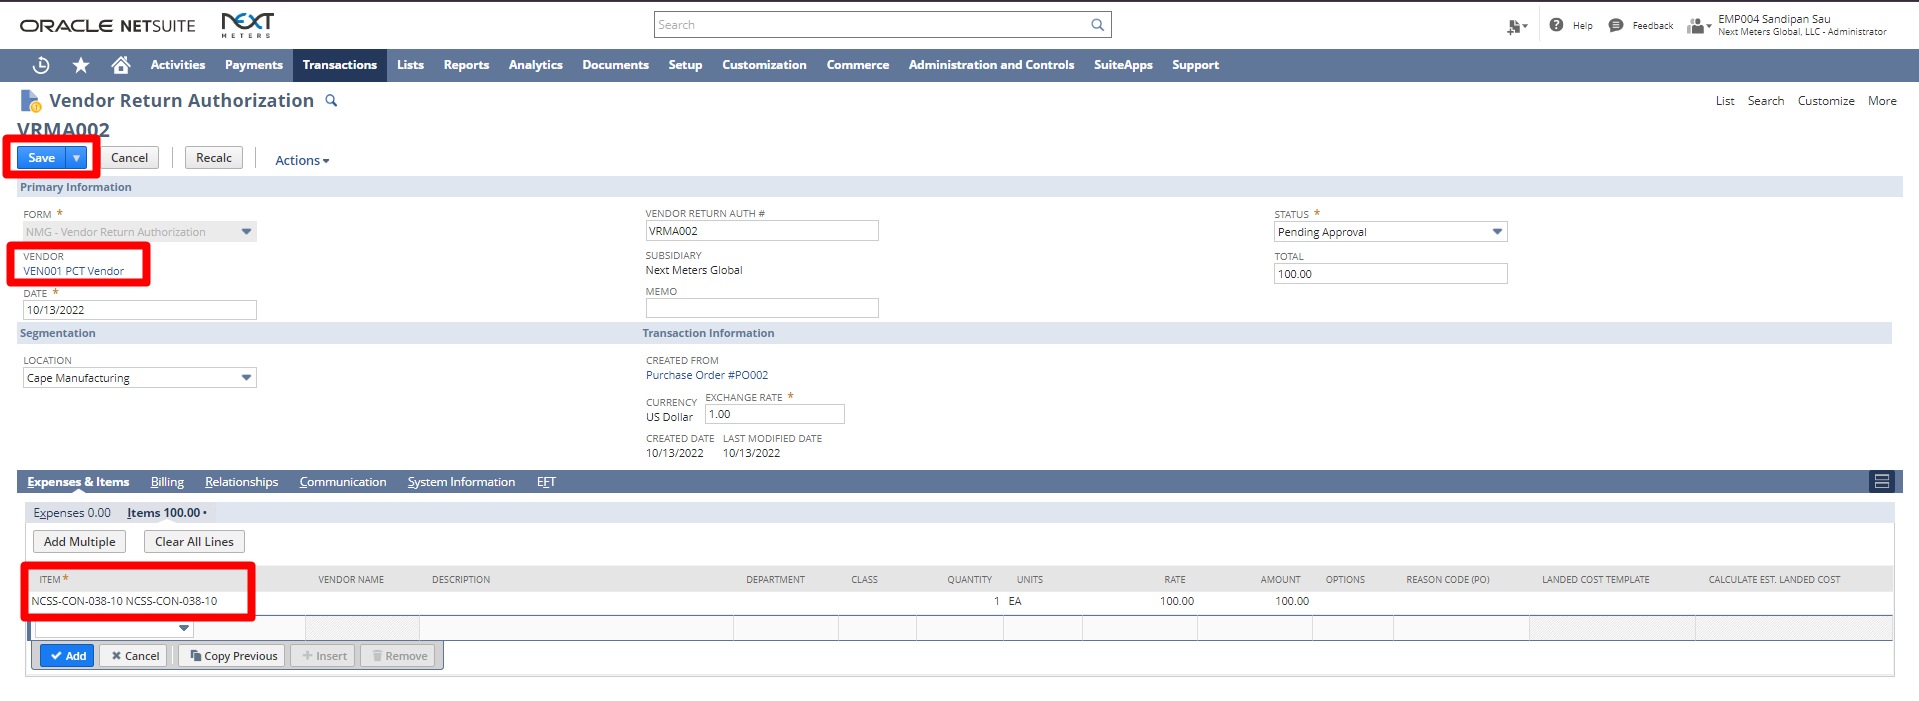 ORACLE NETSUITE
NEXT
METERS
Search
Help
Feedback
EMP004 Sandipan Sau
Next Meters Global, LLC - Administrator
Activities Payments Transactions Lists Reports Analytics Documents Setup Customization Commerce Administration and Controls SuiteApps Support
Vendor Return Authorization
List Search Customize More
VRMA002
Save Cancel Recalc Actions
Primary Information
FORM *
NMG - Vendor Return Authorization
VENDOR
VEN001 PCT Vendor
DATE *
10/13/2022
VENDOR RETURN AUTH #
VRMA002
SUBSIDIARY
Next Meters Global
MEMO
STATUS *
Pending Approval
TOTAL
100.00
Segmentation
LOCATION
Cape Manufacturing
Transaction Information
CREATED FROM
Purchase Order #PO002
CURRENCY EXCHANGE RATE *
US Dollar 1.00
CREATED DATE LAST MODIFIED DATE
10/13/2022 10/13/2022
Expenses & Items Billing Relationships Communication System Information EFT
Expenses 0.00 Items 100.00 •
Add Multiple Clear All Lines
ITEM * VENDOR NAME DESCRIPTION DEPARTMENT CLASS QUANTITY UNITS RATE AMOUNT OPTIONS REASON CODE (PO) LANDED COST TEMPLATE CALCULATE EST. LANDED COST
NCSS-CON-038-10 NCSS-CON-038-10 1 EA 100.00 100.00
Add Cancel Copy Previous Insert Remove